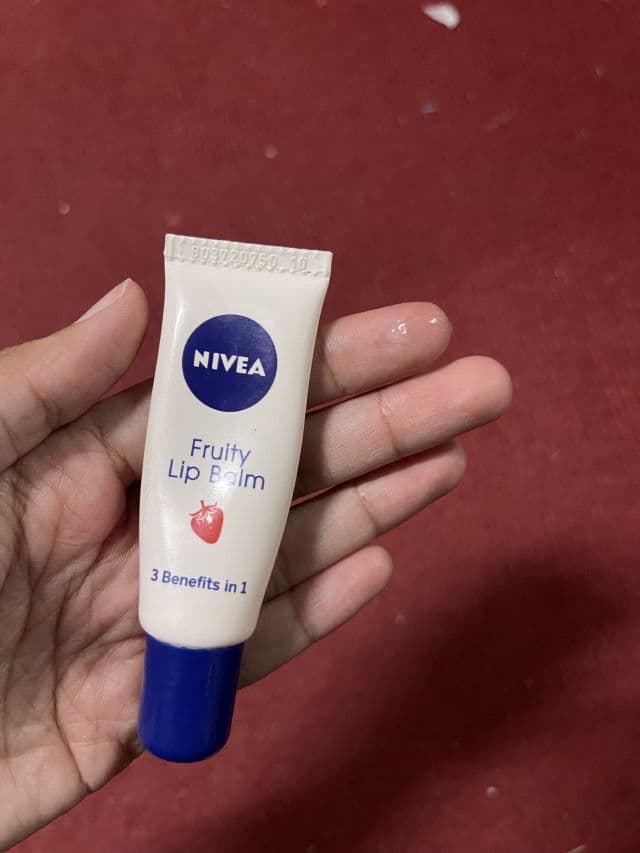 NIVEA
Fruity
Lip Balm
3 Benefits in 1